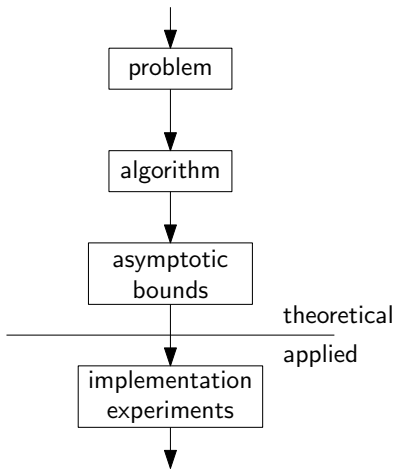 problem
algorithm
asymptotic
bounds
theoretical
applied
implementation
experiments